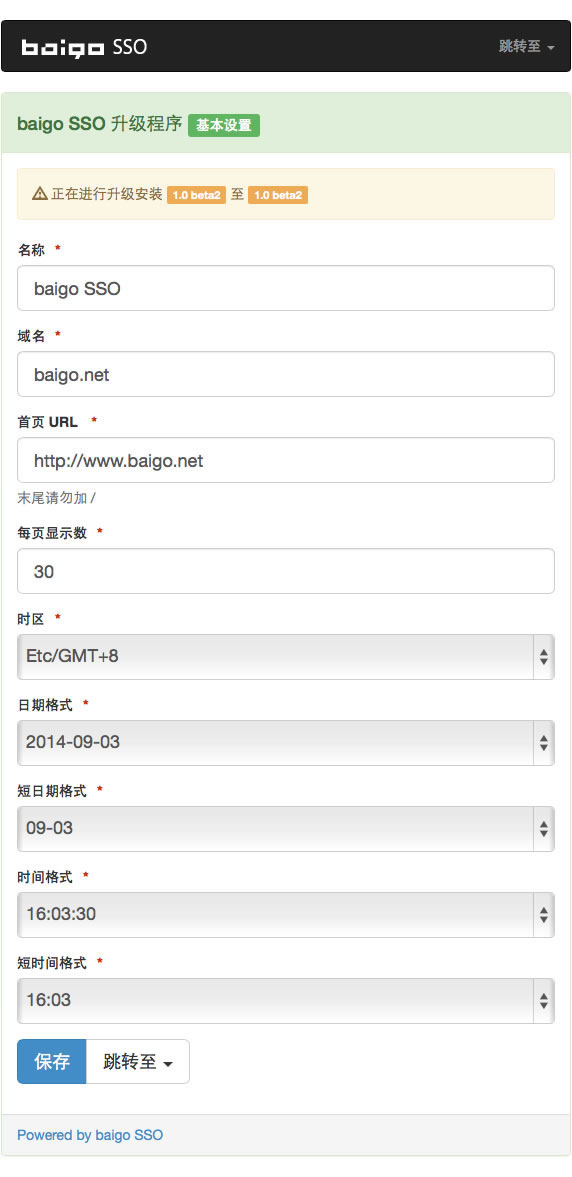 baigo SSO 跳转至
baigo SSO 升级程序 基本设置
正在进行升级安装 1.0 beta2 至 1.0 beta2
名称 *
baigo SSO
域名 *
baigo.net
首页 URL *
http://www.baigo.net
末尾请勿加 /
每页显示数 *
30
时区 *
Etc/GMT+8
日期格式 *
2014-09-03
短日期格式 *
09-03
时间格式 *
16:03:30
短时间格式 *
16:03
保存 跳转至
Powered by baigo SSO